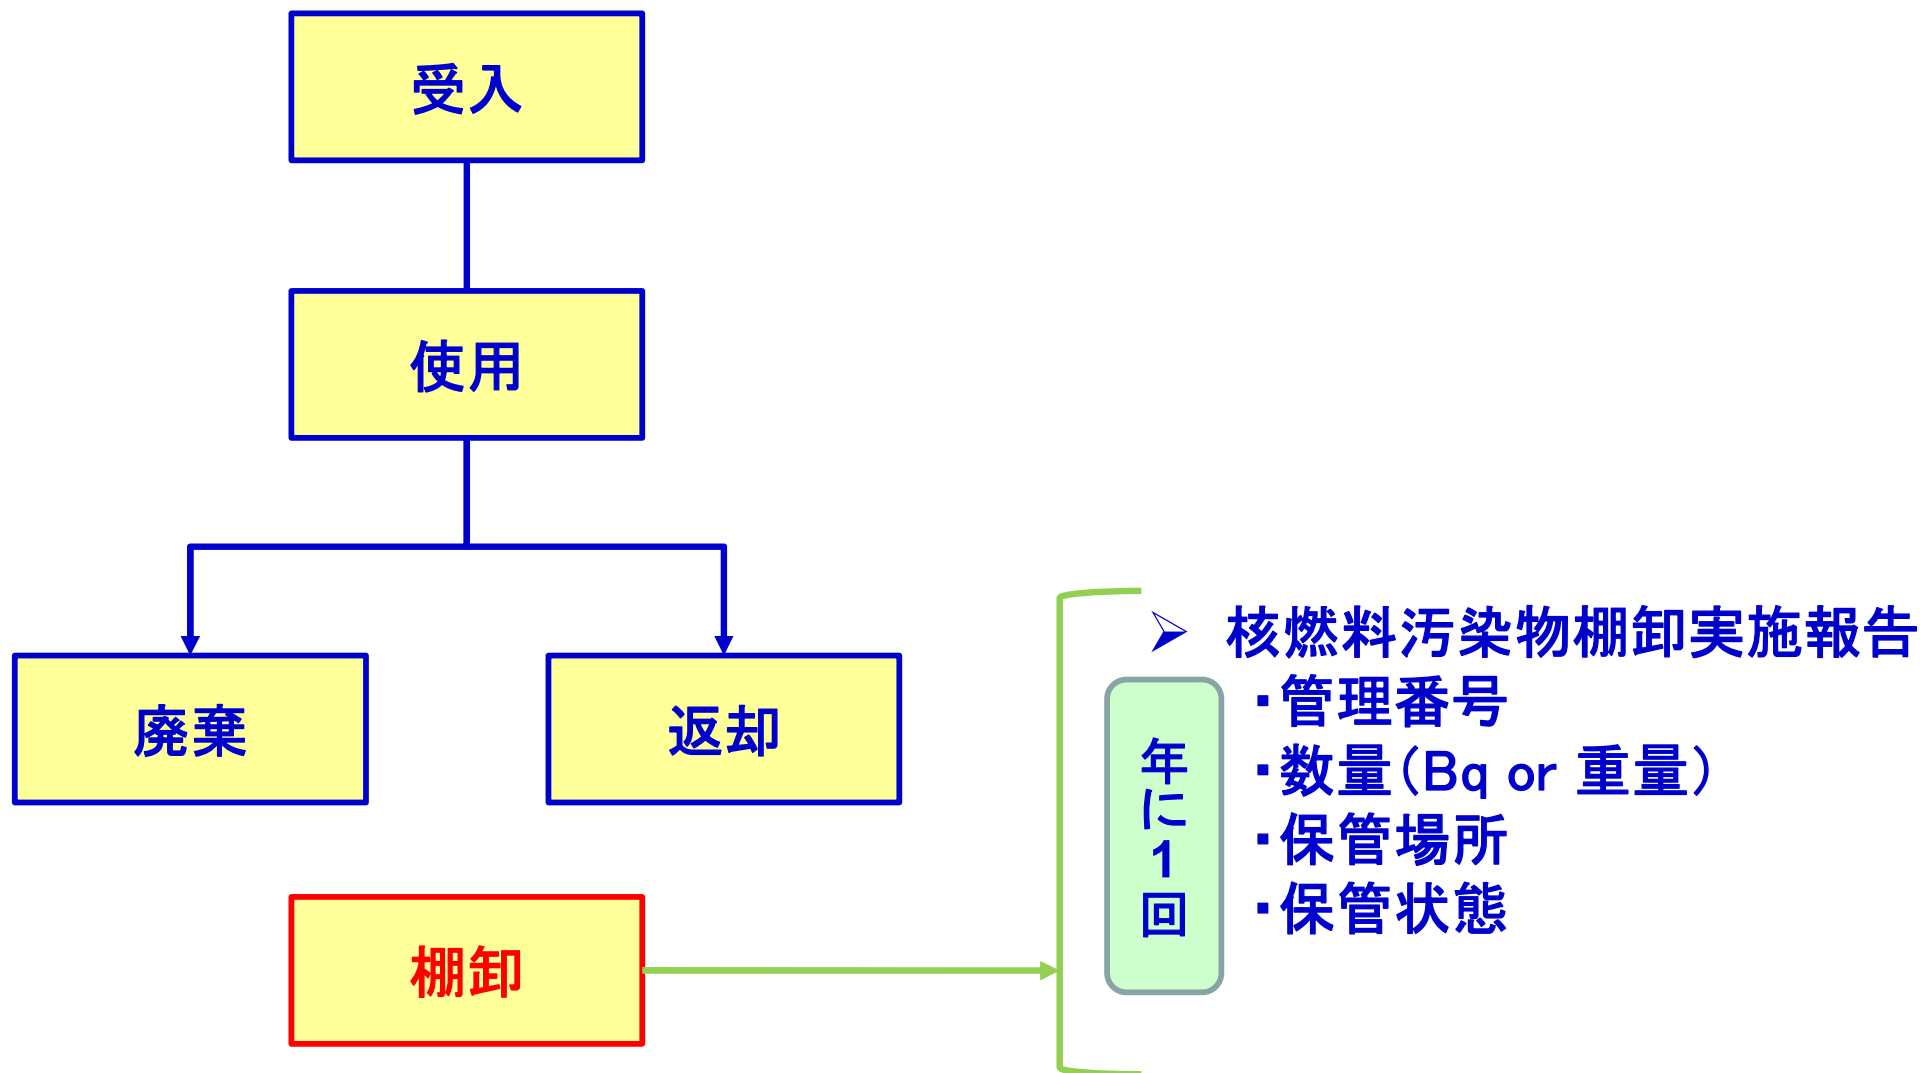 受入
使用
廃棄
返却
棚卸
年に1回
➢ 核燃料汚染物棚卸実施報告
・管理番号
・数量(Bq or 重量)
・保管場所
・保管状態